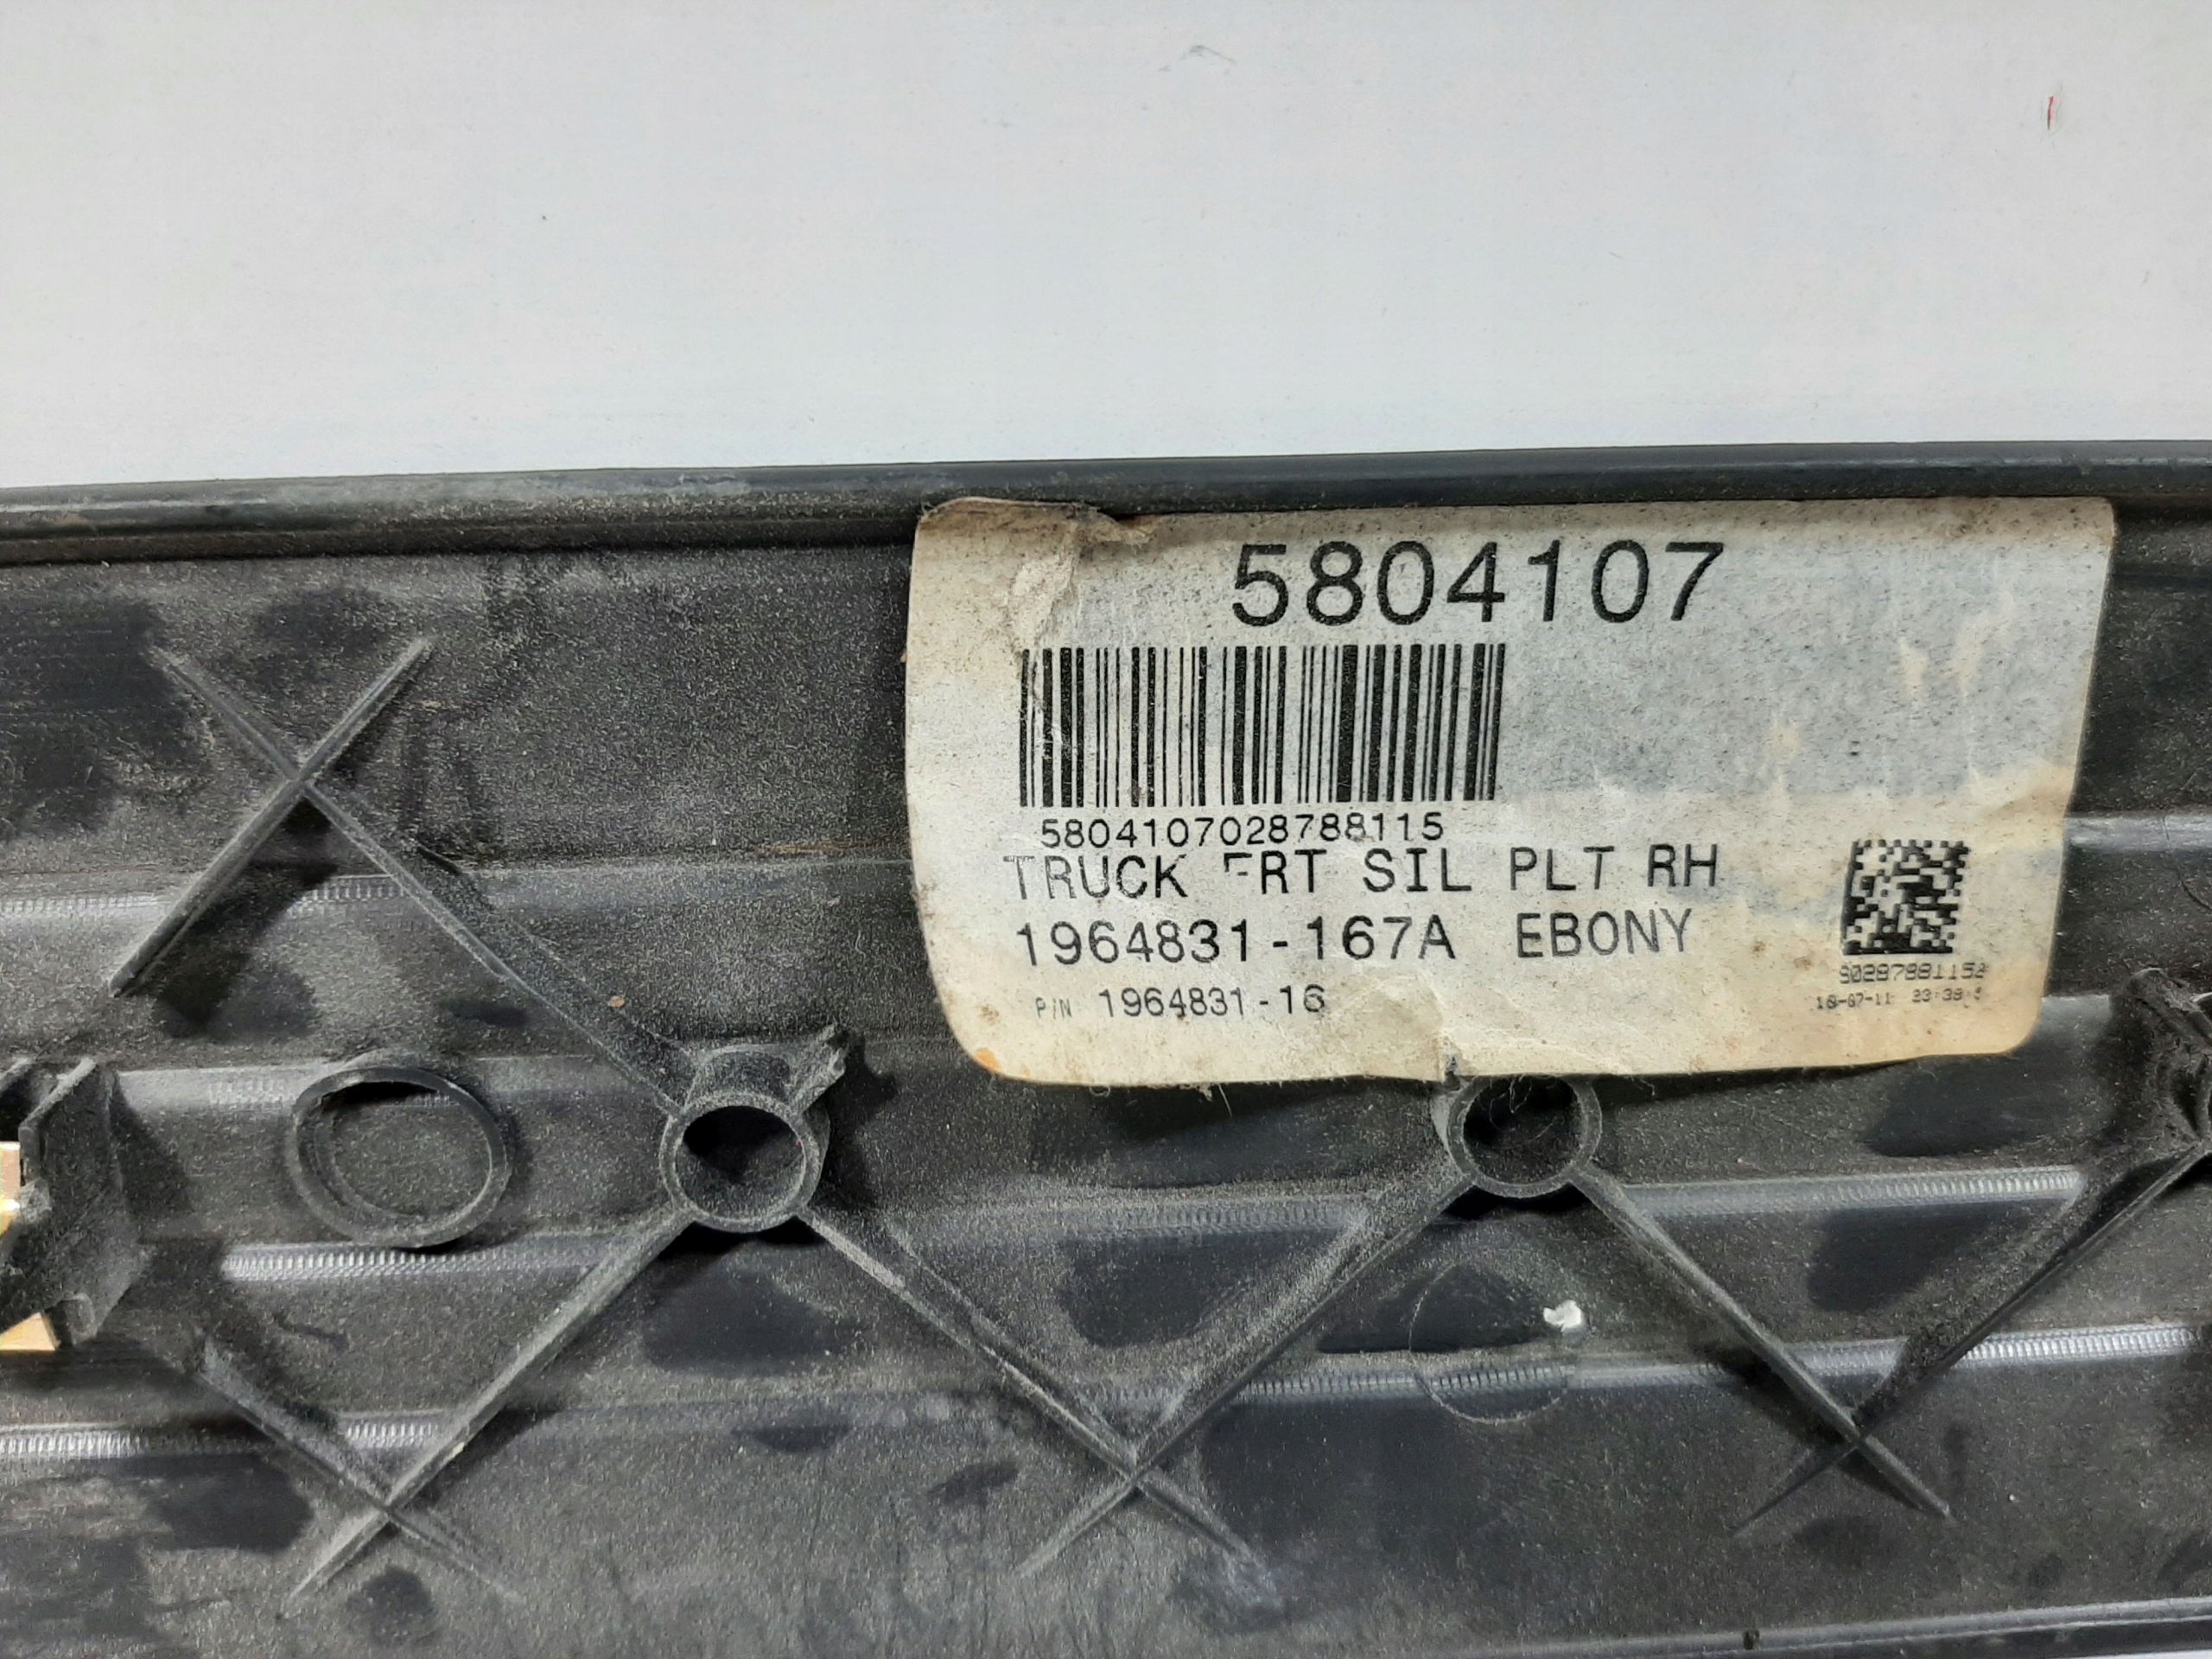 5804107
5804107028788115
TRUCK FRT SIL PLT RH
1964831-167A EBONY
P/N 1964831-16